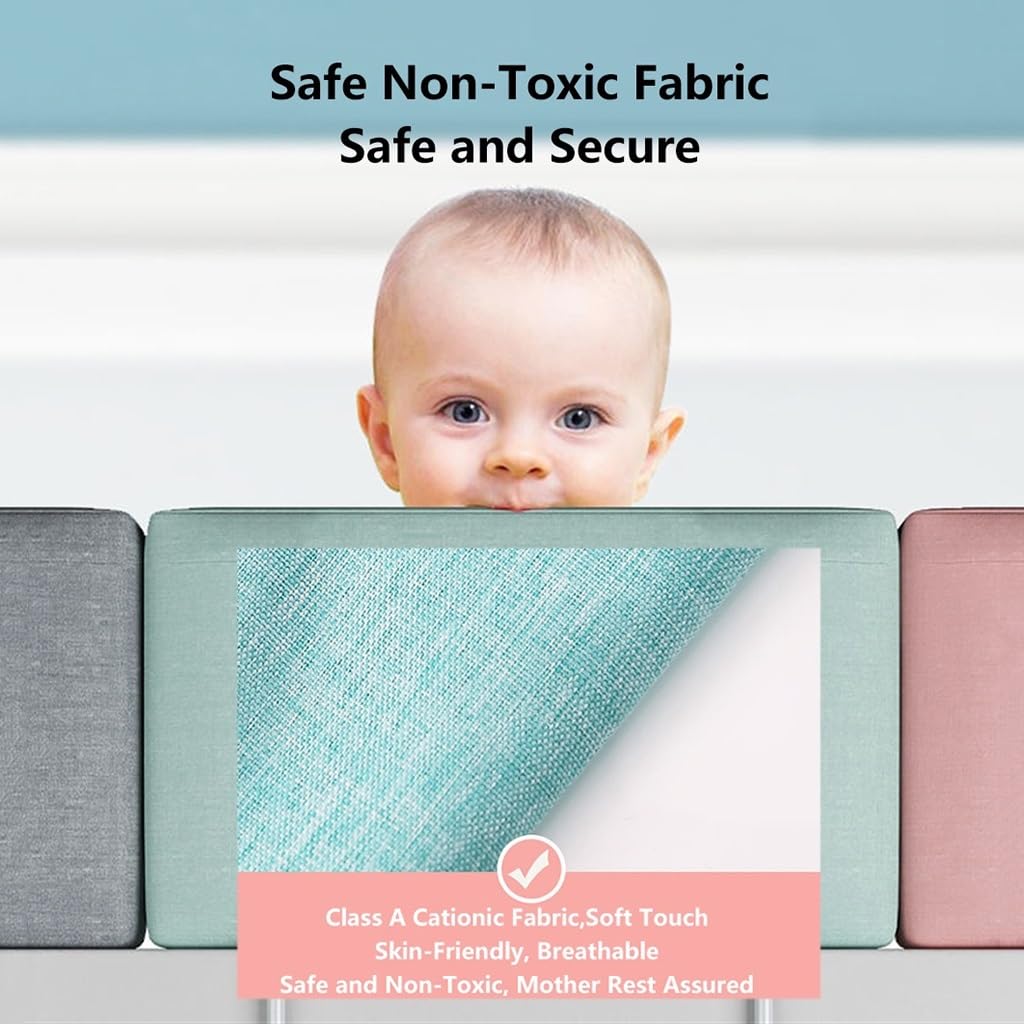 Safe Non-Toxic Fabric
Safe and Secure
Class A Cationic Fabric,Soft Touch
Skin-Friendly, Breathable
Safe and Non-Toxic, Mother Rest Assured